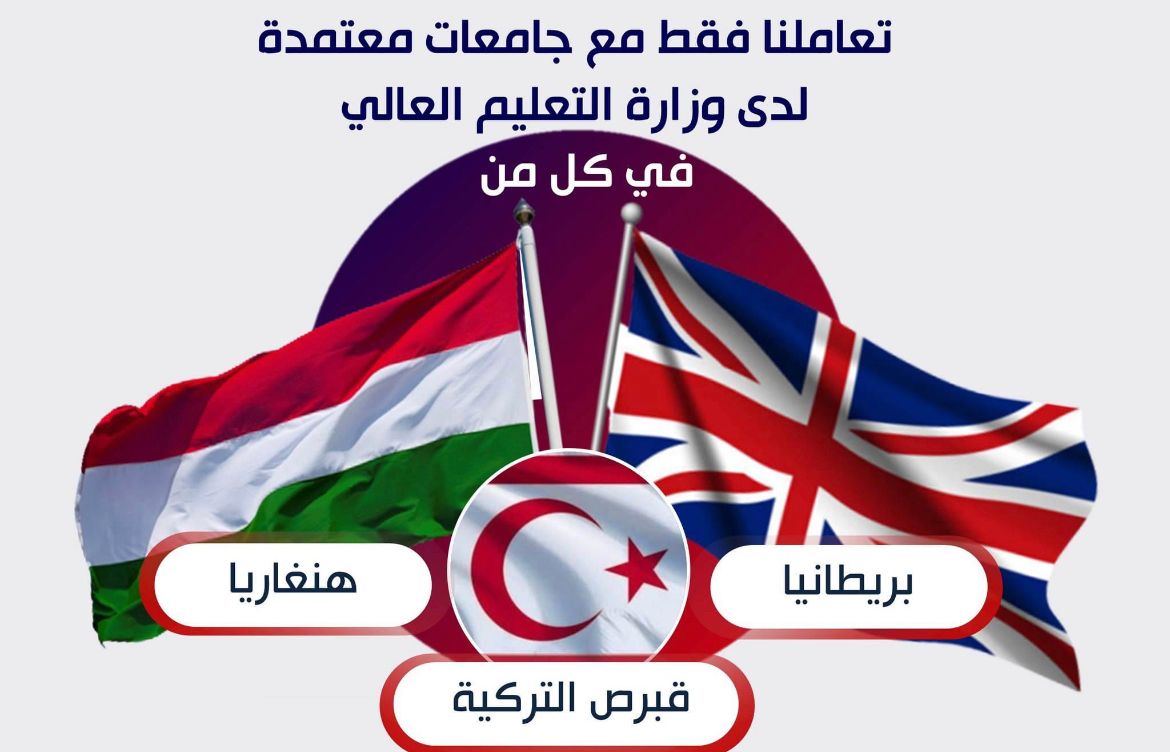 تعاملنا فقط مع جامعات معتمدة
لدى وزارة التعليم العالي
في كل من
بريطانيا
هنغاريا
قبرص التركية